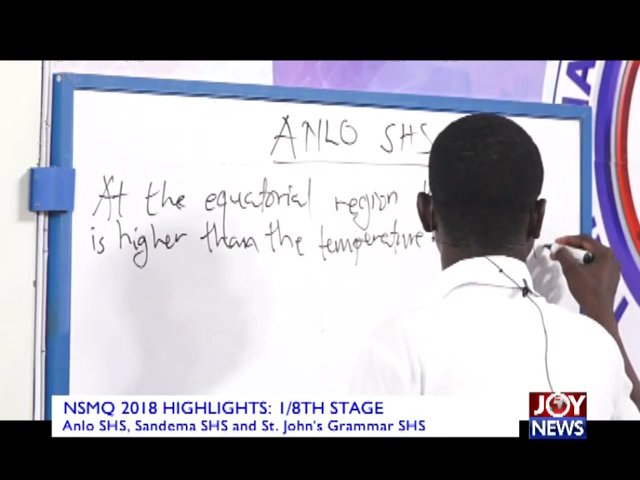 ANLO SHS
At the equatorial region
is higher than the temperature
NSMQ 2018 HIGHLIGHTS: 1/8TH STAGE
Anlo SHS, Sandema SHS and St. John's Grammar SHS
JOY
NEWS